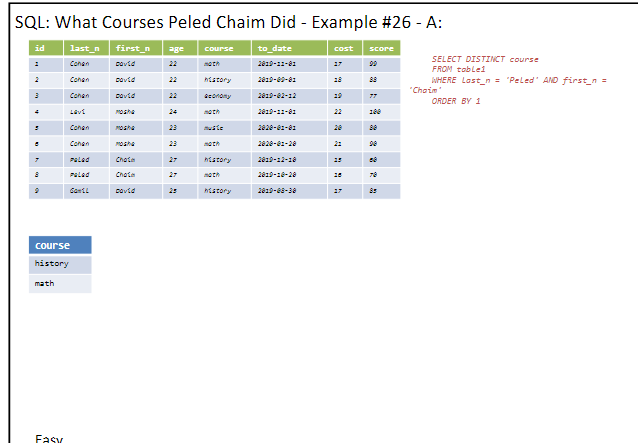 SQL: What Courses Peled Chaim Did - Example #26 - A:
id last_n first_n age course to_date cost score
1 Cohen David 22 math 2019-11-01 17 99
2 Cohen David 22 history 2019-09-01 18 88
3 Cohen David 22 economy 2019-02-12 19 77
4 Levi Moshe 24 math 2019-11-01 22 100
5 Cohen Moshe 23 music 2020-01-01 20 80
6 Cohen Moshe 23 math 2020-01-20 21 90
7 Peled Chaim 27 history 2019-12-10 15 60
8 Peled Chaim 27 math 2019-10-20 16 70
9 Gamil David 25 history 2019-08-30 17 85
SELECT DISTINCT course
FROM table1
WHERE last_n = 'Peled' AND first_n =
'Chaim'
ORDER BY 1
course
history
math
Easy